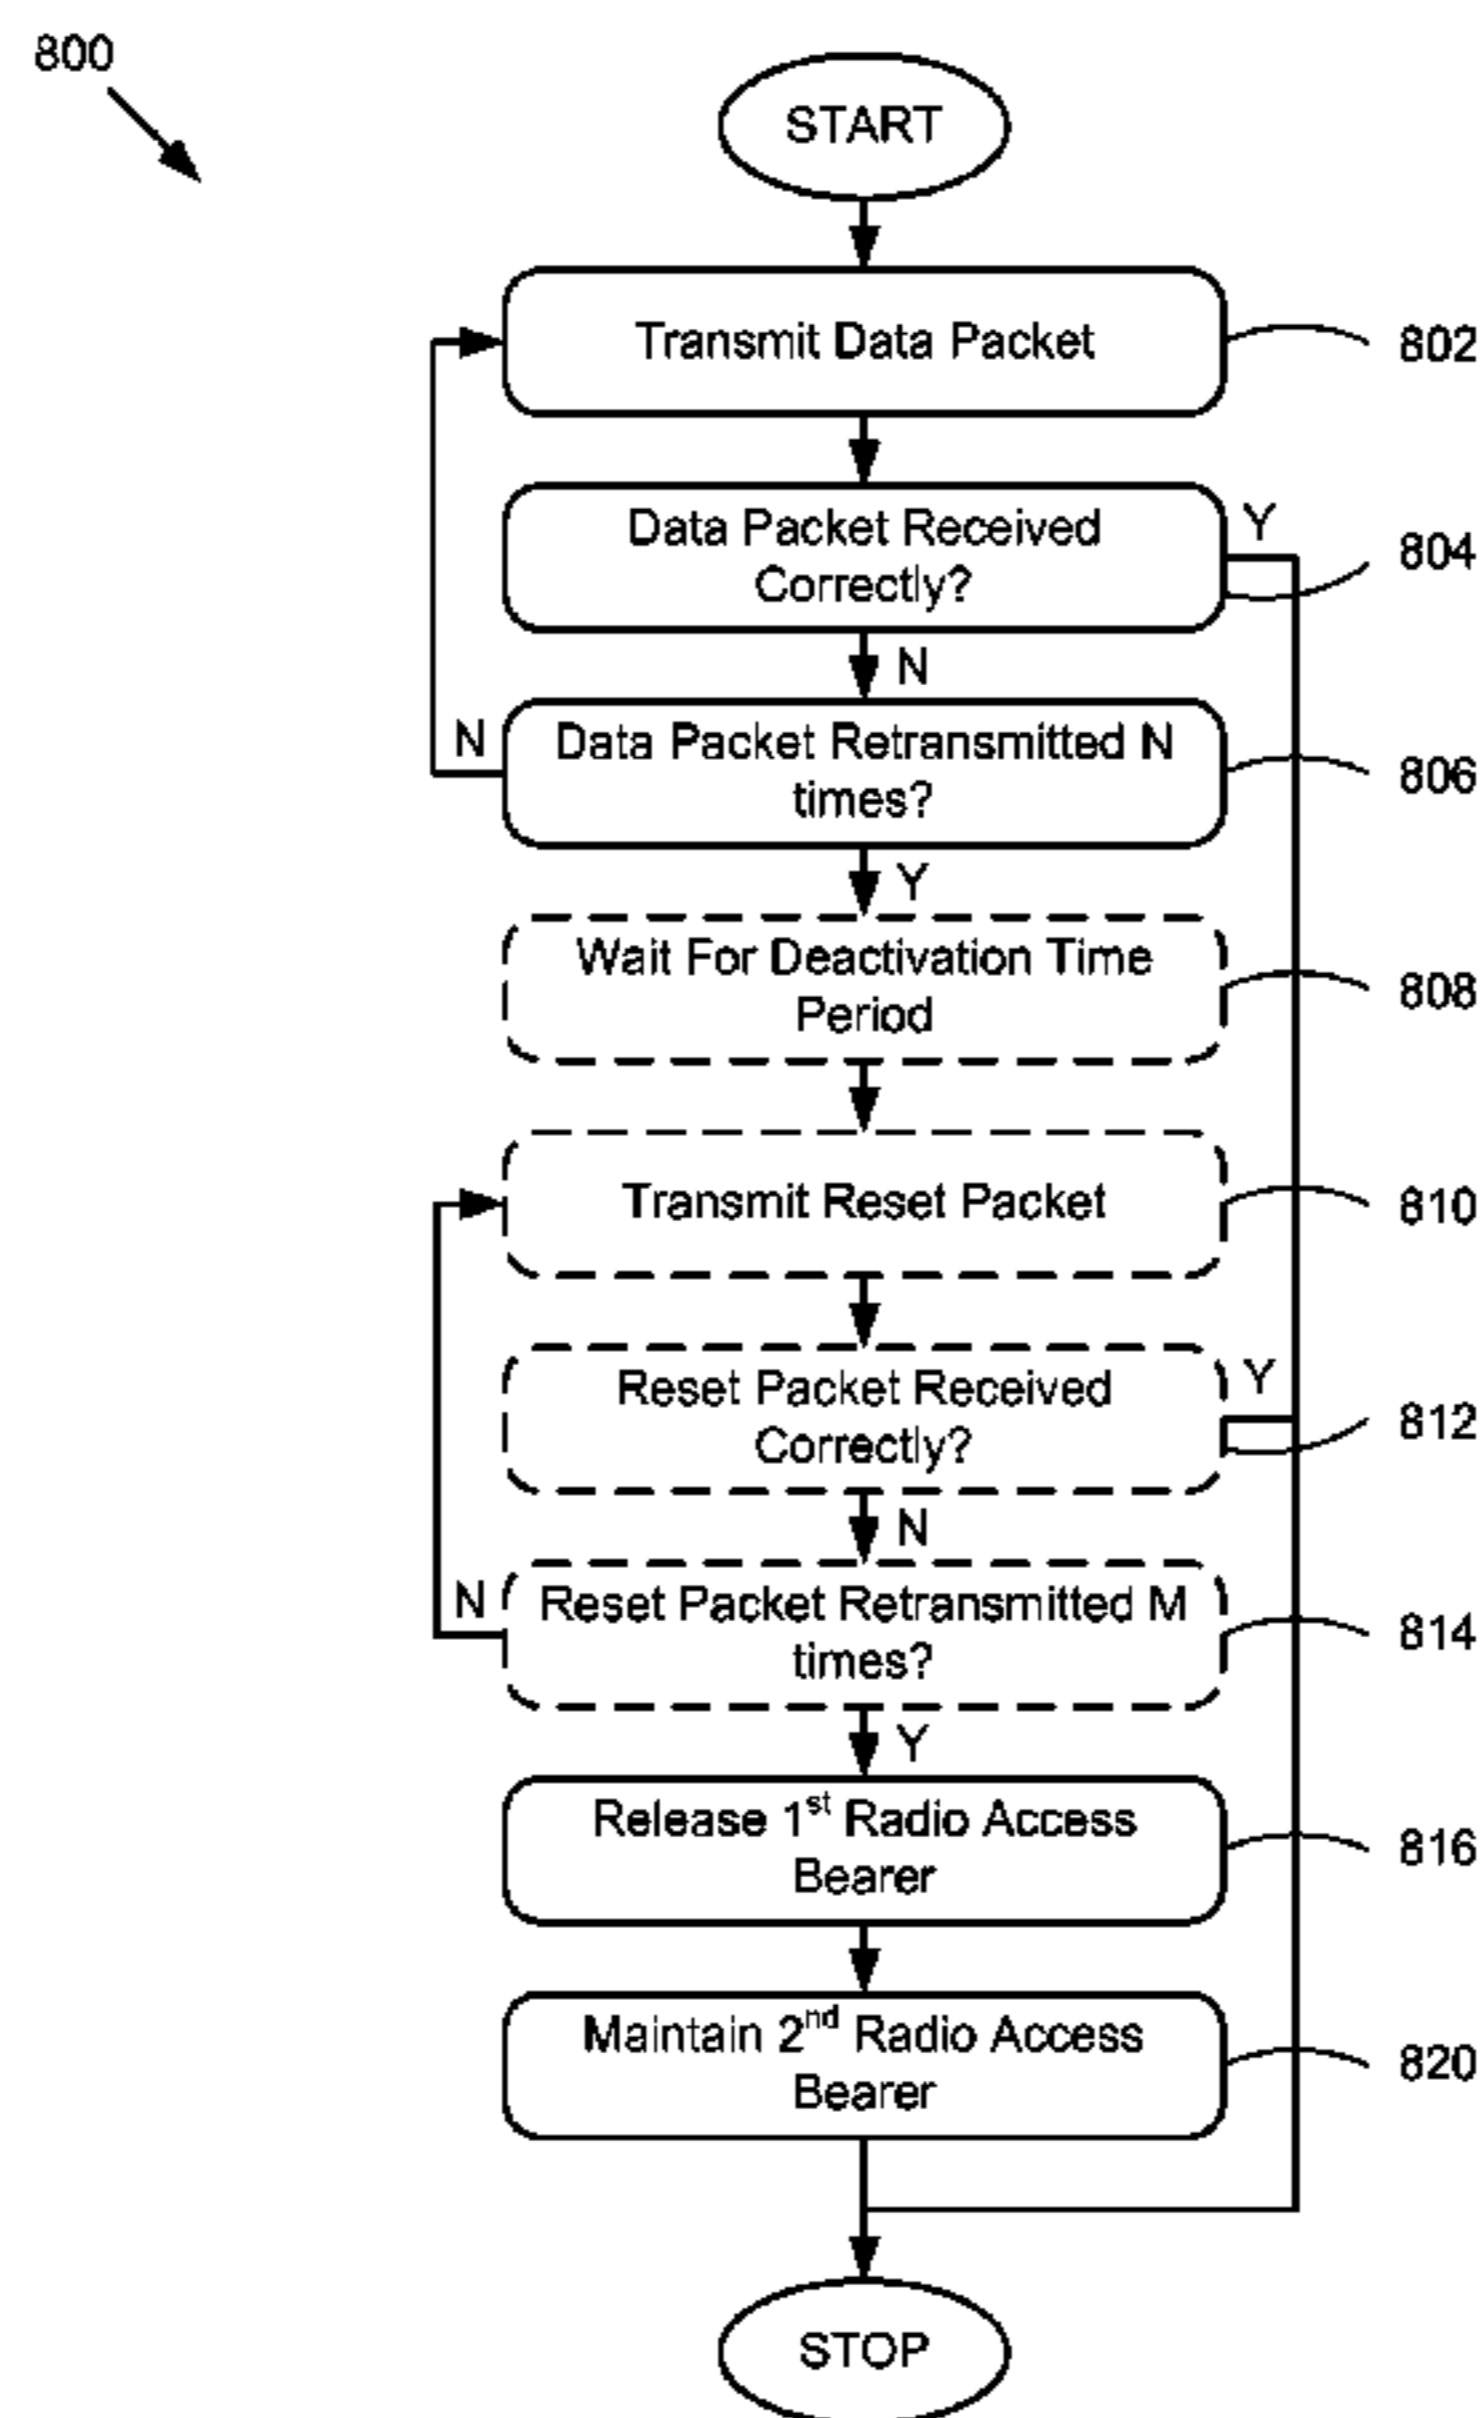 800
START
Transmit Data Packet
802
Data Packet Received
Correctly?
Y
804
N
Data Packet Retransmitted N
times?
N
806
Y
Wait For Deactivation Time
Period
808
Transmit Reset Packet
810
Reset Packet Received
Correctly?
Y
812
N
Reset Packet Retransmitted M
times?
N
814
Y
Release 1st Radio Access
Bearer
816
Maintain 2nd Radio Access
Bearer
820
STOP